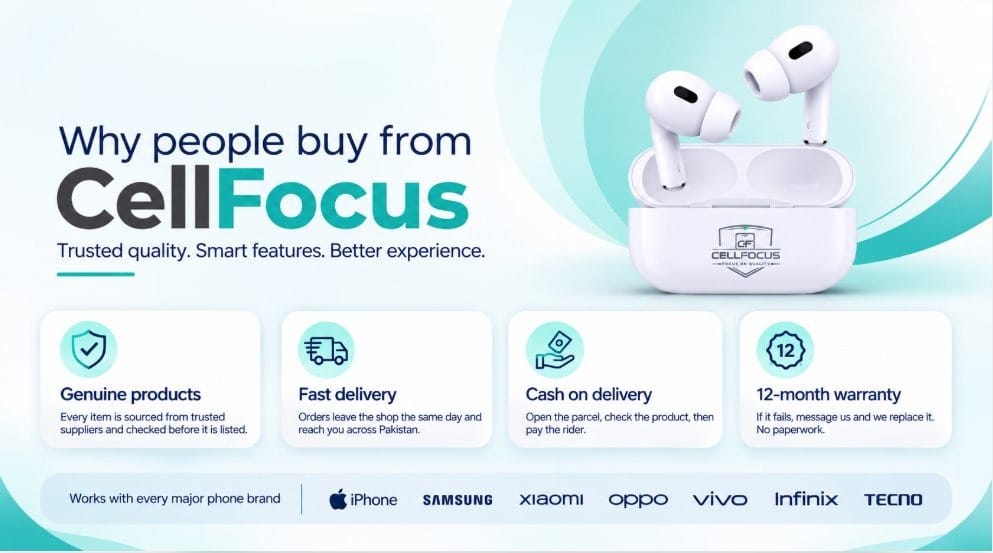 Why people buy from
CellFocus
Trusted quality. Smart features. Better experience.
CF
CELLFOCUS
FOCUS ON QUALITY
Genuine products
Every item is sourced from trusted
suppliers and checked before it is listed.
Fast delivery
Orders leave the shop the same day and
reach you across Pakistan.
Cash on delivery
Open the parcel, check the product, then
pay the rider.
12
12-month warranty
If it fails, message us and we replace it.
No paperwork.
Works with every major phone brand
iPhone
SAMSUNG
xiaomi
oppo
vivo
Infinix
TECNO